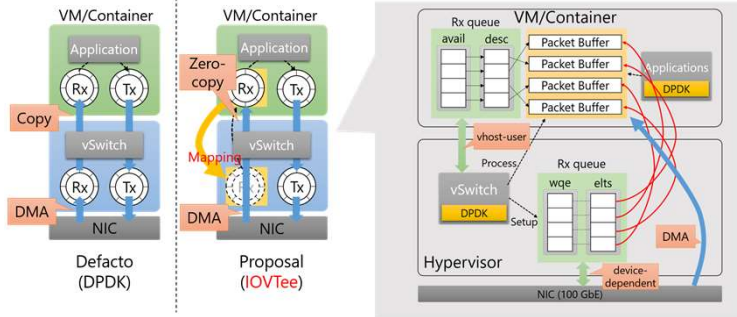 VM/Container
Application
Rx
Tx
Copy
vSwitch
Rx
Tx
DMA
NIC
Defacto
(DPDK)
VM/Container
Application
Zero-
copy
Rx
Tx
vSwitch
Mapping
Rx
Tx
DMA
NIC
Proposal
(IOVTee)
VM/Container
Rx queue
avail
desc
Packet Buffer
Packet Buffer
Packet Buffer
Packet Buffer
Applications
DPDK
vhost-user
Process
vSwitch
DPDK
Setup
Rx queue
wqe
elts
DMA
Hypervisor
device-
dependent
NIC (100 GbE)